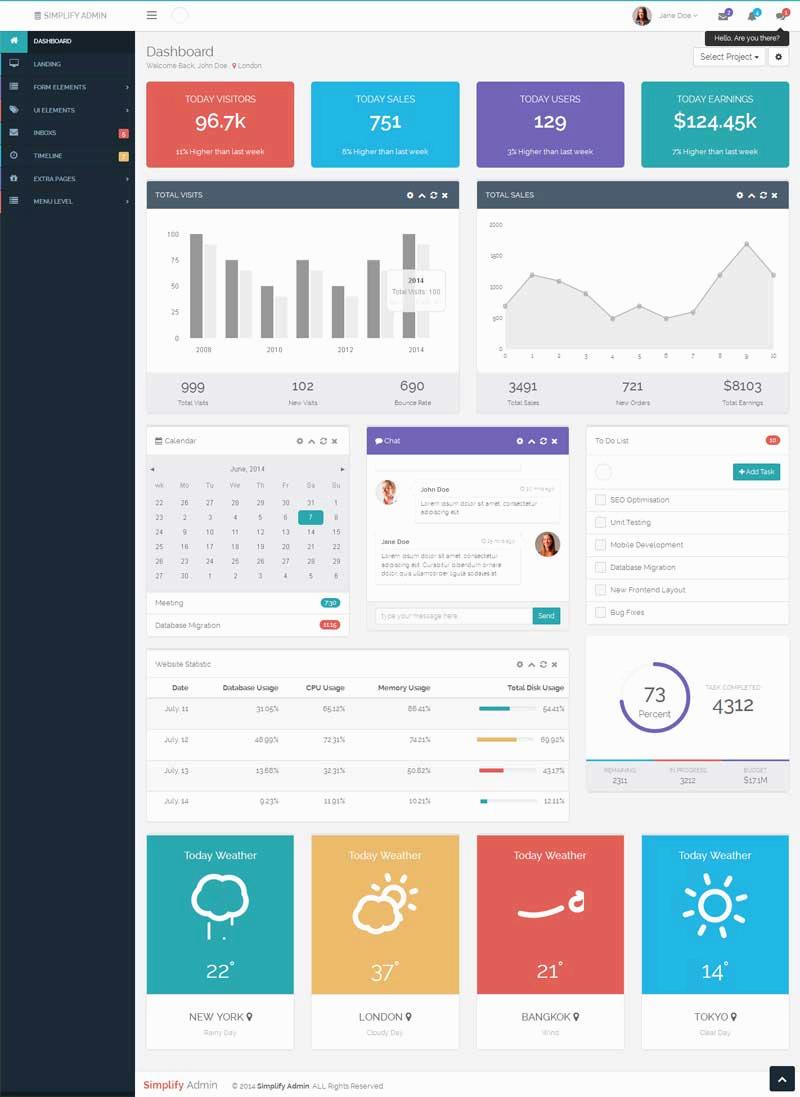 SIMPLIFY ADMIN
Jane Doe
7
4
1
Hello, Are you there?
DASHBOARD
LANDING
FORM ELEMENTS
UI ELEMENTS
INBOXS
5
TIMELINE
7
EXTRA PAGES
MENU LEVEL
Dashboard
Welcome Back, John Doe. London
Select Project
TODAY VISITORS
96.7k
11% Higher than last week
TODAY SALES
751
6% Higher than last week
TODAY USERS
129
3% Higher than last week
TODAY EARNINGS
$124.45k
7% Higher than last week
TOTAL VISITS
100
75
50
25
0
2008 2010 2012 2014
2014
Total Visits: 100
999 102 690
Total Visits New Visits Bounce Rate
TOTAL SALES
2000
1500
1000
500
0
0 1 2 3 4 5 6 7 8 9 10
3491 721 $8103
Total Sales New Orders Total Earnings
Calendar
June, 2014
wk Mo Tu We Th Fr Sa Su
22 26 27 28 29 30 31 1
23 2 3 4 5 6 7 8
24 9 10 11 12 13 14 15
25 16 17 18 19 20 21 22
26 23 24 25 26 27 28 29
27 30 1 2 3 4 5 6
Meeting 7:30
Database Migration 11:15
Chat
John Doe
Lorem ipsum dolor sit amet, consectetur
adipiscing elit
Jane Doe 15 mins ago
Lorem ipsum dolor sit amet, consectetur
adipiscing elit. Curabitur bibendum ornare
dolor, quis ullamcorper ligula sodales at.
type your message here
Send
To Do List 10
Add Task
SEO Optimisation
Unit Testing
Mobile Development
Database Migration
New Frontend Layout
Bug Fixes
Website Statistic
Date Database Usage CPU Usage Memory Usage Total Disk Usage
July, 11 31.05% 65.12% 86.41% 54.41%
July, 12 46.99% 72.31% 74.21% 69.92%
July, 13 13.66% 32.31% 50.62% 43.17%
July, 14 9.23% 11.91% 10.21% 12.11%
73
Percent
TASK COMPLETED
4312
REMAINING IN PROGRESS BUDGET
2311 3212 $17.1M
Today Weather
22°
NEW YORK
Rainy Day
Today Weather
37°
LONDON
Cloudy Day
Today Weather
21°
BANGKOK
Wind
Today Weather
14°
TOKYO
Clear Day
Simplify Admin
© 2014 Simplify Admin. ALL Rights Reserved.